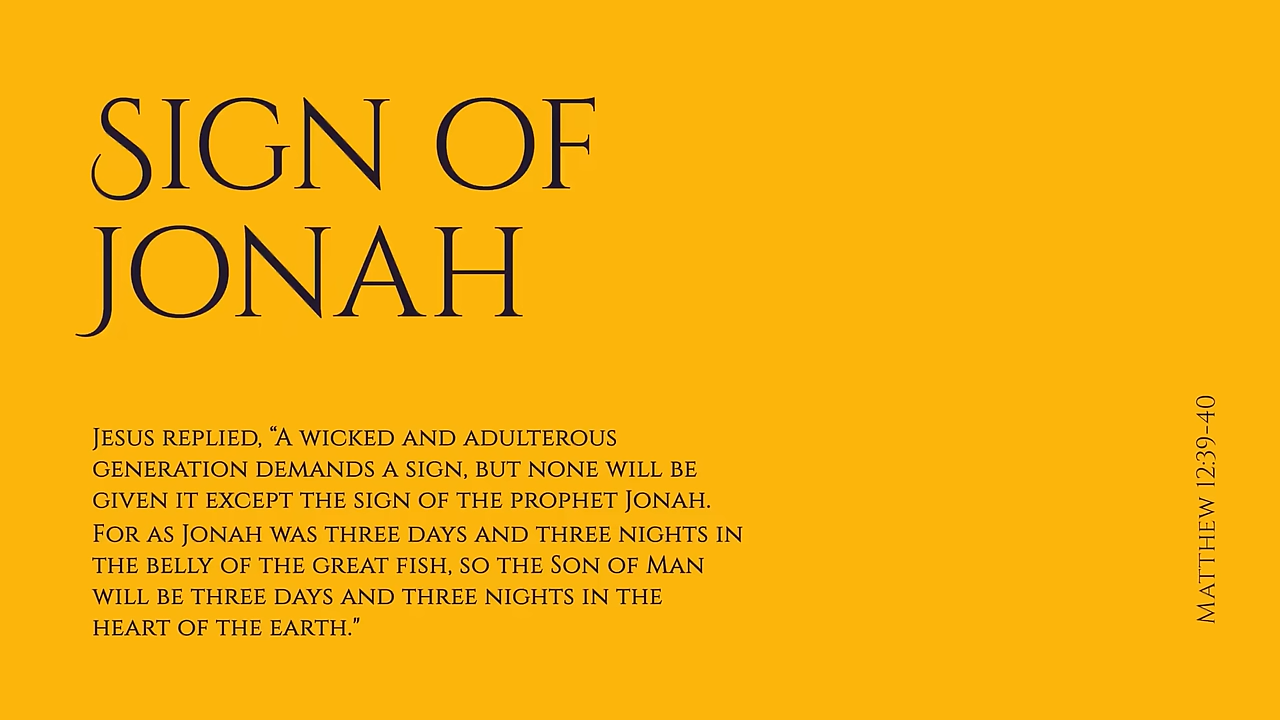 Sign of
Jonah
Jesus replied, “A wicked and adulterous
generation demands a sign, but none will be
given it except the sign of the prophet Jonah.
For as Jonah was three days and three nights in
the belly of the great fish, so the Son of Man
will be three days and three nights in the
heart of the earth."
Matthew 12:39-40